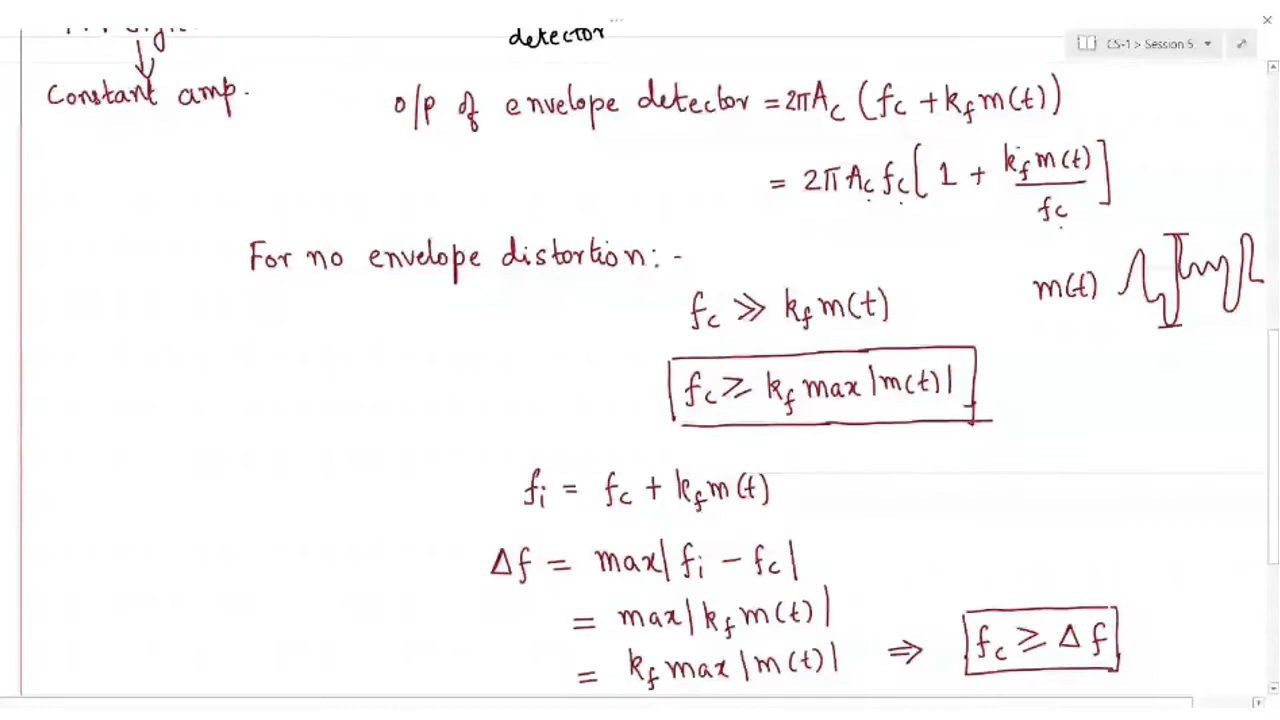 detector
CS-1 > Session 5
Constant amp.
o/p of envelope detector = 2πA_c (f_c + k_f m(t))
= 2πA_c f_c [1 + k_f m(t) / f_c]
For no envelope distortion: -
m(t)
f_c ≫ k_f m(t)
f_c ≥ k_f max |m(t)|
f_i = f_c + k_f m(t)
Δf = max| f_i - f_c |
= max| k_f m(t) |
= k_f max |m(t)| ⇒ f_c ≥ Δf